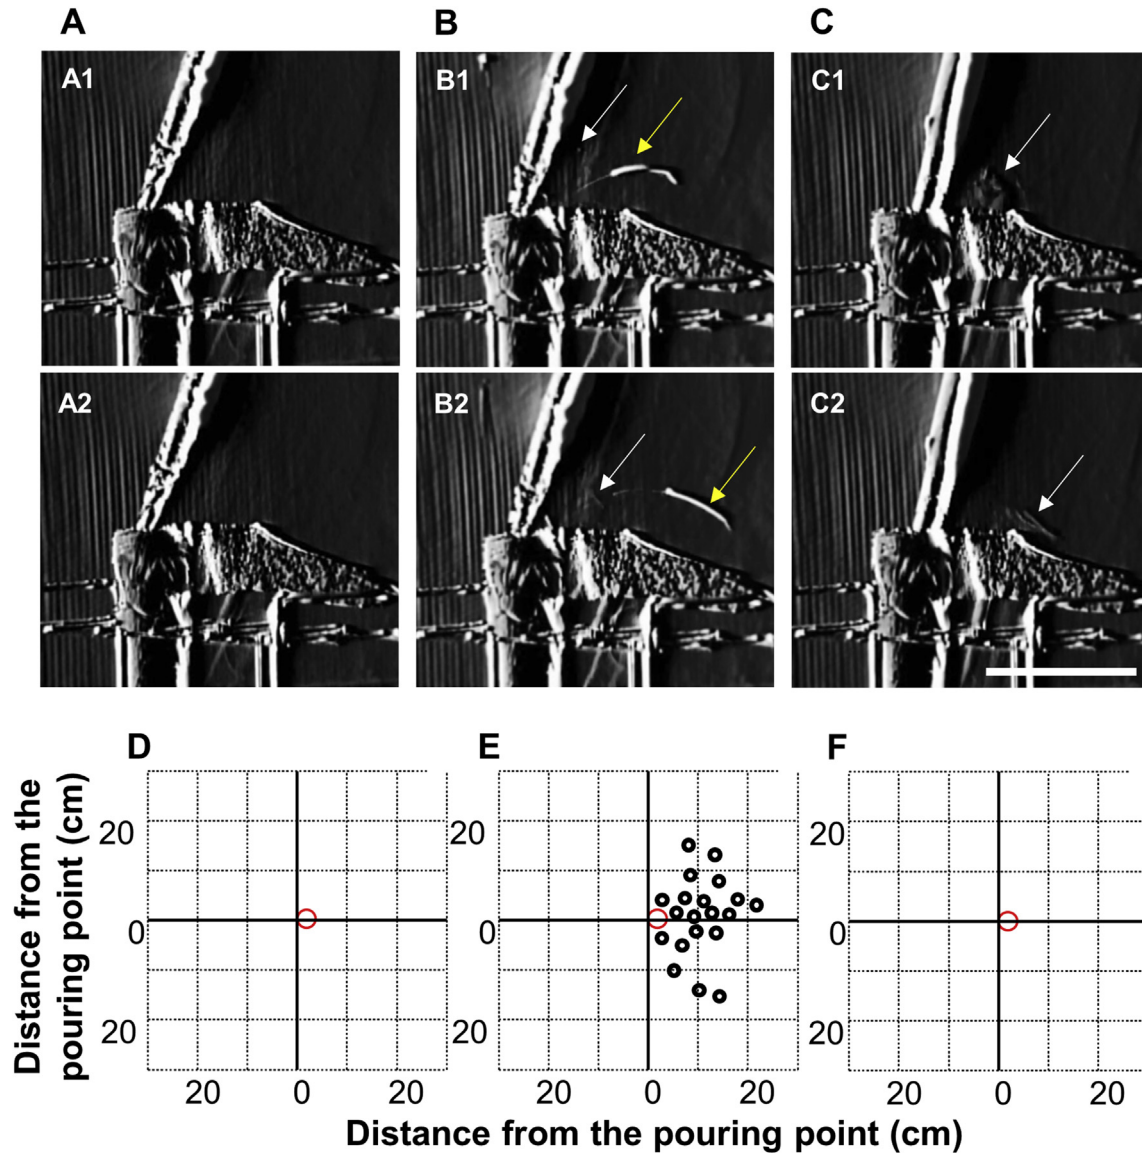 A B C
A1 B1 C1
A2 B2 C2
D E F
Distance from the
pouring point (cm)
20 20 20
0 0 0
20 20 20
20 0 20 20 0 20 20 0 20
Distance from the pouring point (cm)